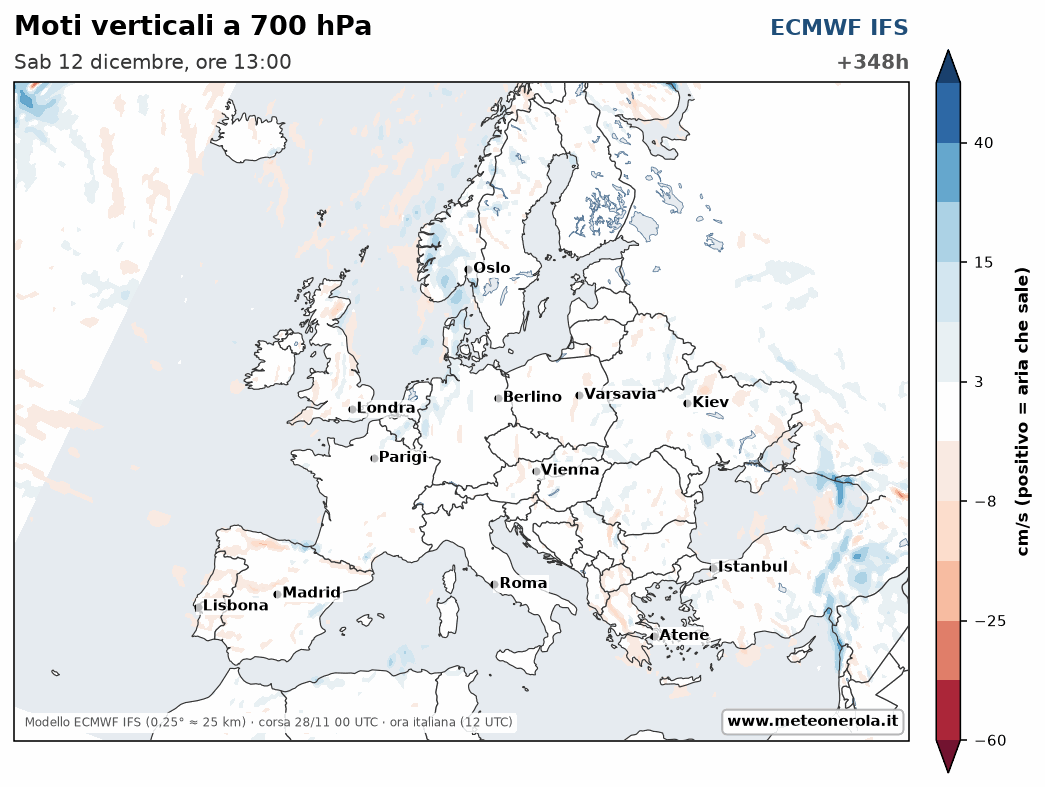 Moti verticali a 700 hPa
ECMWF IFS
Sab 12 dicembre, ore 13:00
+348h
40
15
3
−8
−25
−60
cm/s (positivo = aria che sale)
Oslo
Berlino
Varsavia
Kiev
Londra
Parigi
Vienna
Istanbul
Roma
Madrid
Lisbona
Atene
Modello ECMWF IFS (0,25° ≈ 25 km) · corsa 28/11 00 UTC · ora italiana (12 UTC)
www.meteonerola.it